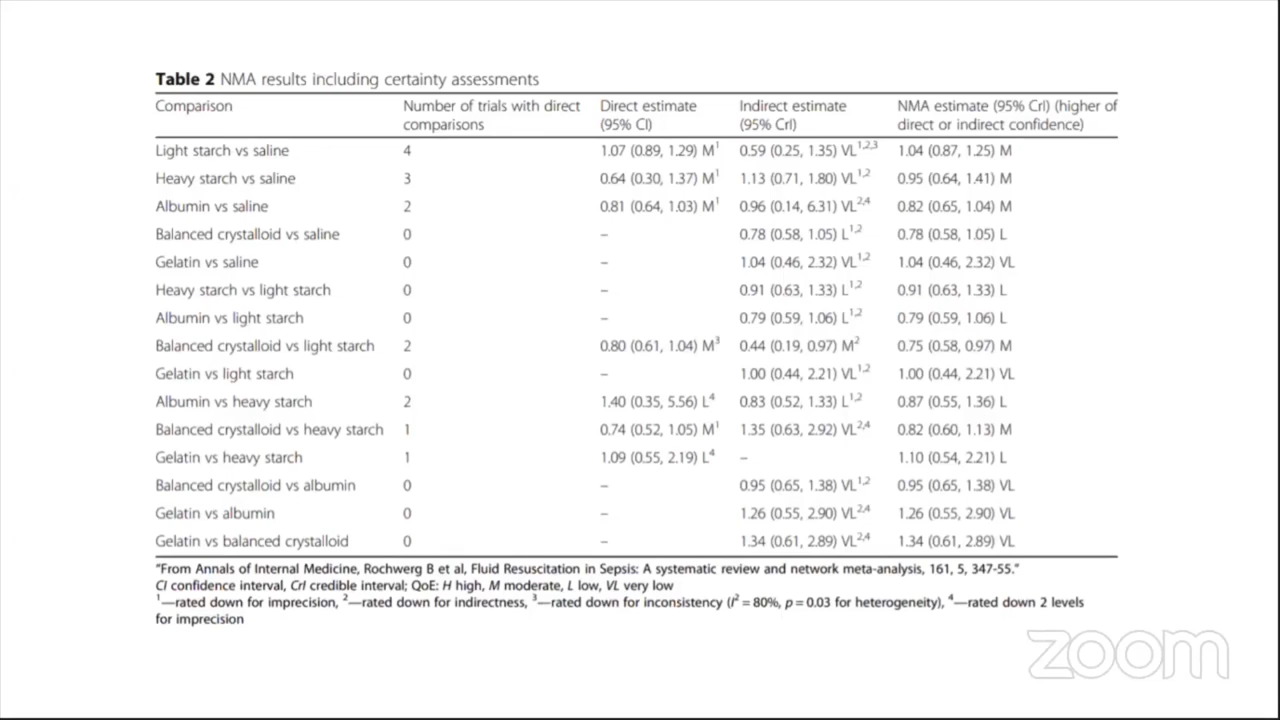 Table 2 NMA results including certainty assessments
Comparison Number of trials with direct comparisons Direct estimate (95% CI) Indirect estimate (95% CrI) NMA estimate (95% CrI) (higher of direct or indirect confidence)
Light starch vs saline 4 1.07 (0.89, 1.29) M¹ 0.59 (0.25, 1.35) VL¹,²,³ 1.04 (0.87, 1.25) M
Heavy starch vs saline 3 0.64 (0.30, 1.37) M¹ 1.13 (0.71, 1.80) VL¹,² 0.95 (0.64, 1.41) M
Albumin vs saline 2 0.81 (0.64, 1.03) M¹ 0.96 (0.14, 6.31) VL²,⁴ 0.82 (0.65, 1.04) M
Balanced crystalloid vs saline 0 – 0.78 (0.58, 1.05) L¹,² 0.78 (0.58, 1.05) L
Gelatin vs saline 0 – 1.04 (0.46, 2.32) VL¹,² 1.04 (0.46, 2.32) VL
Heavy starch vs light starch 0 – 0.91 (0.63, 1.33) L¹,² 0.91 (0.63, 1.33) L
Albumin vs light starch 0 – 0.79 (0.59, 1.06) L¹,² 0.79 (0.59, 1.06) L
Balanced crystalloid vs light starch 2 0.80 (0.61, 1.04) M³ 0.44 (0.19, 0.97) M² 0.75 (0.58, 0.97) M
Gelatin vs light starch 0 – 1.00 (0.44, 2.21) VL¹,² 1.00 (0.44, 2.21) VL
Albumin vs heavy starch 2 1.40 (0.35, 5.56) L⁴ 0.83 (0.52, 1.33) L¹,² 0.87 (0.55, 1.36) L
Balanced crystalloid vs heavy starch 1 0.74 (0.52, 1.05) M¹ 1.35 (0.63, 2.92) VL²,⁴ 0.82 (0.60, 1.13) M
Gelatin vs heavy starch 1 1.09 (0.55, 2.19) L⁴ – 1.10 (0.54, 2.21) L
Balanced crystalloid vs albumin 0 – 0.95 (0.65, 1.38) VL¹,² 0.95 (0.65, 1.38) VL
Gelatin vs albumin 0 – 1.26 (0.55, 2.90) VL²,⁴ 1.26 (0.55, 2.90) VL
Gelatin vs balanced crystalloid 0 – 1.34 (0.61, 2.89) VL²,⁴ 1.34 (0.61, 2.89) VL
"From Annals of Internal Medicine, Rochwerg B et al, Fluid Resuscitation in Sepsis: A systematic review and network meta-analysis, 161, 5, 347-55."
CI confidence interval, CrI credible interval; QoE: H high, M moderate, L low, VL very low
¹—rated down for imprecision, ²—rated down for indirectness, ³—rated down for inconsistency (I² = 80%, p = 0.03 for heterogeneity), ⁴—rated down 2 levels
for imprecision
zoom